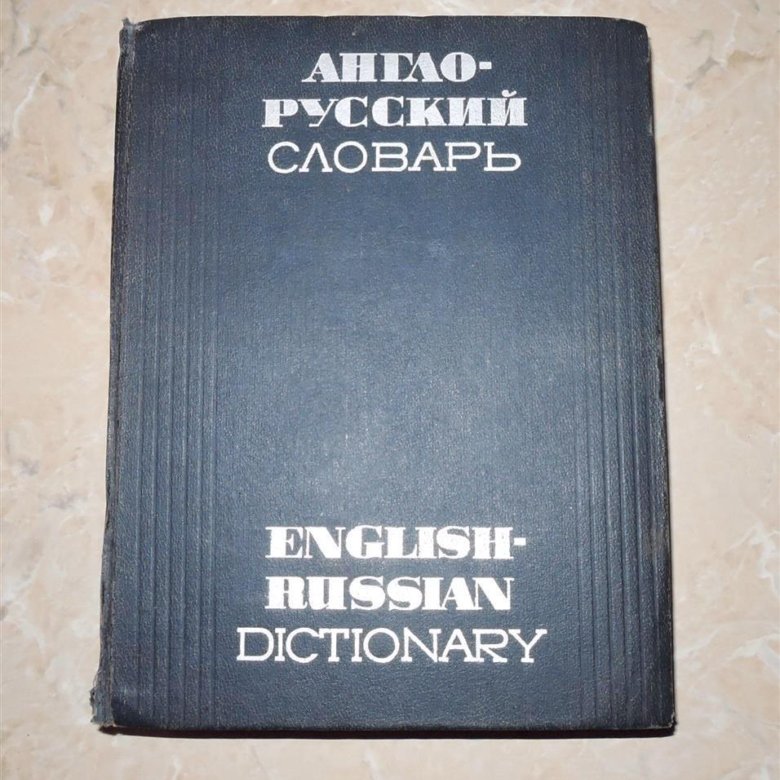 АНГЛО-
РУССКИЙ
СЛОВАРЬ
ENGLISH-
RUSSIAN
DICTIONARY